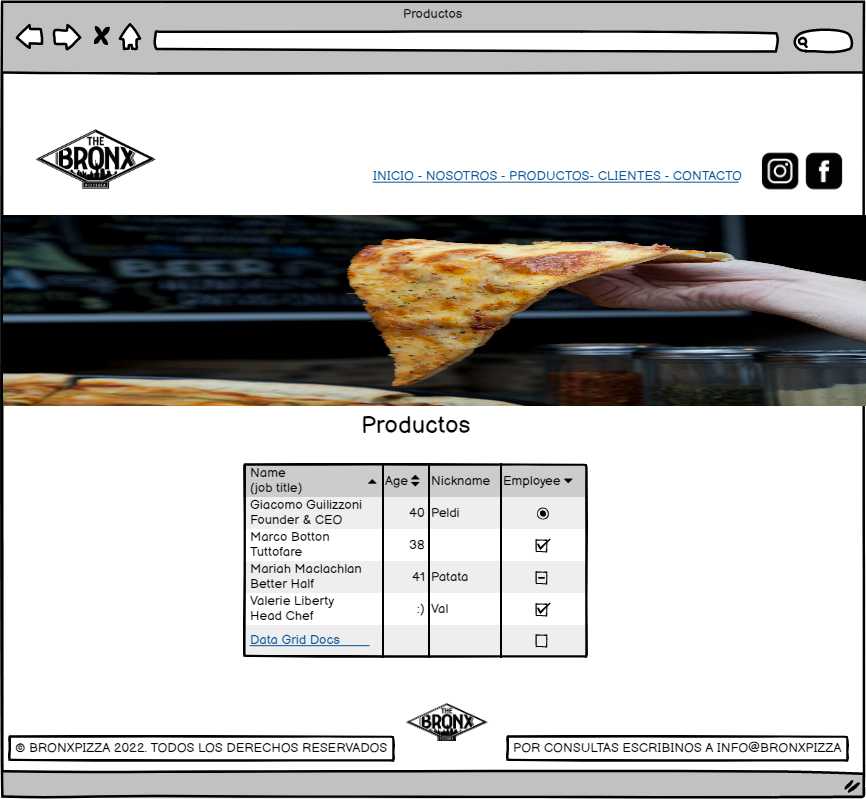 Productos
THE
BRONX
PIZZERIA
INICIO - NOSOTROS - PRODUCTOS- CLIENTES - CONTACTO
BEER
Productos
Name
(job title)
Age
Nickname
Employee
Giacomo Guilizzoni
Founder & CEO
40
Peldi
Marco Botton
Tuttofare
38
Mariah Maclachlan
Better Half
41
Patata
Valerie Liberty
Head Chef
:)
Val
Data Grid Docs
THE
BRONX
© BRONXPIZZA 2022. TODOS LOS DERECHOS RESERVADOS
POR CONSULTAS ESCRIBINOS A INFO@BRONXPIZZA